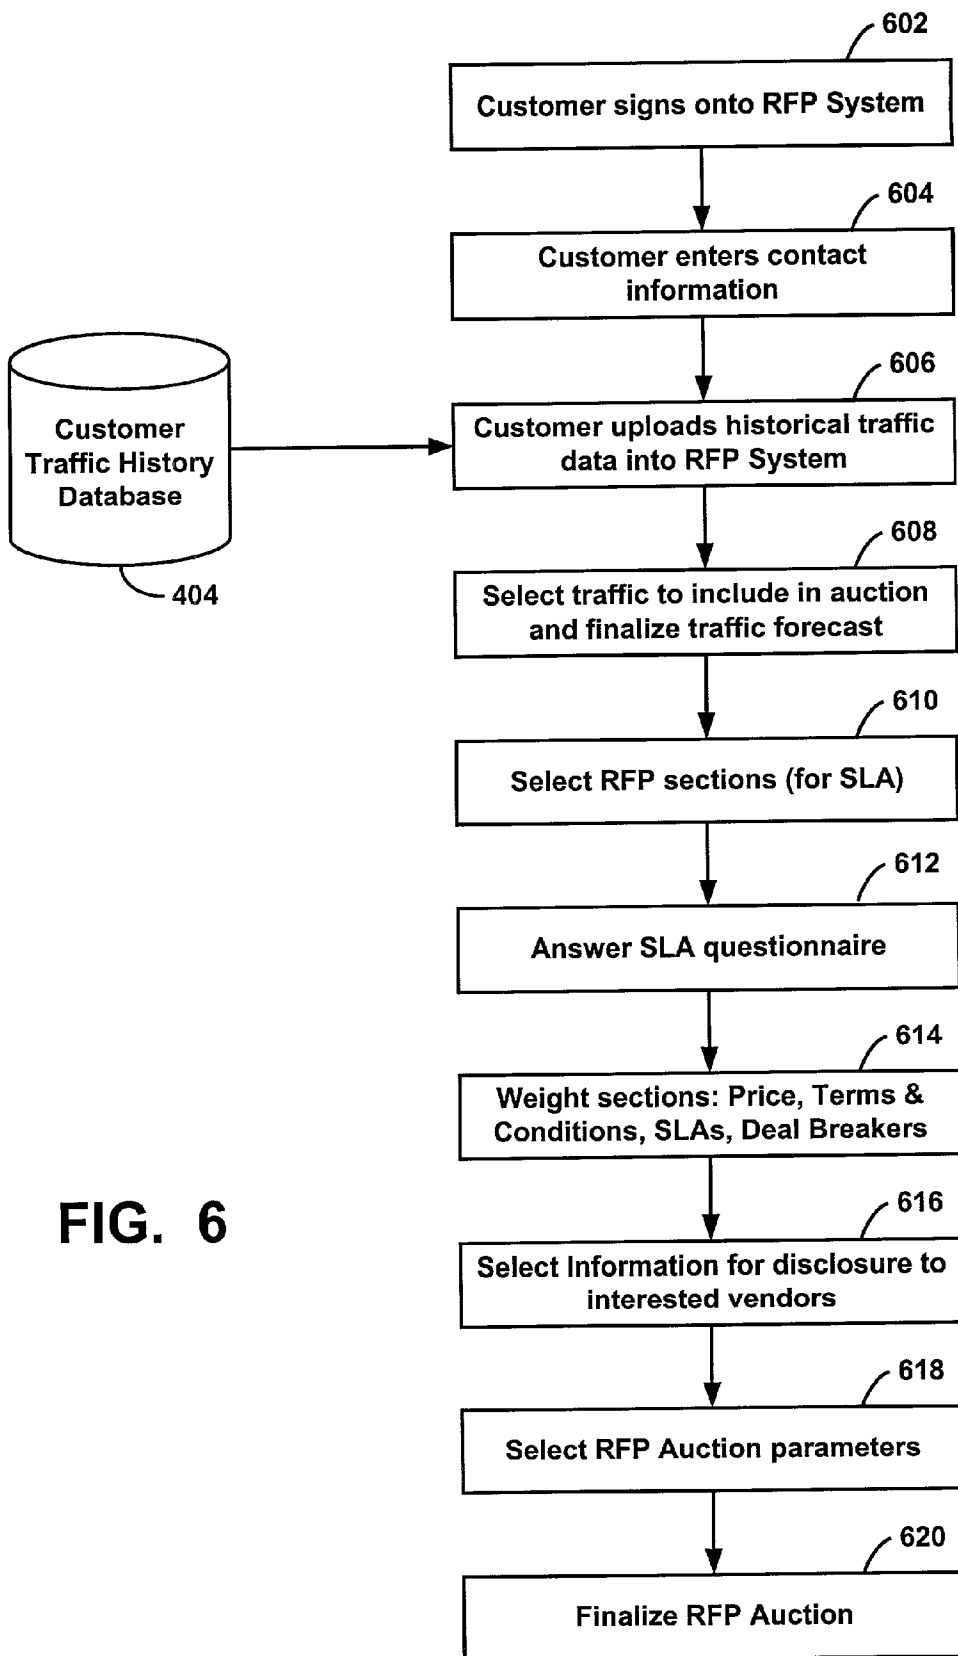 602
Customer signs onto RFP System
604
Customer enters contact
information
606
Customer uploads historical traffic
data into RFP System
Customer
Traffic History
Database
404
608
Select traffic to include in auction
and finalize traffic forecast
610
Select RFP sections (for SLA)
612
Answer SLA questionnaire
614
Weight sections: Price, Terms &
Conditions, SLAs, Deal Breakers
FIG. 6
616
Select Information for disclosure to
interested vendors
618
Select RFP Auction parameters
620
Finalize RFP Auction